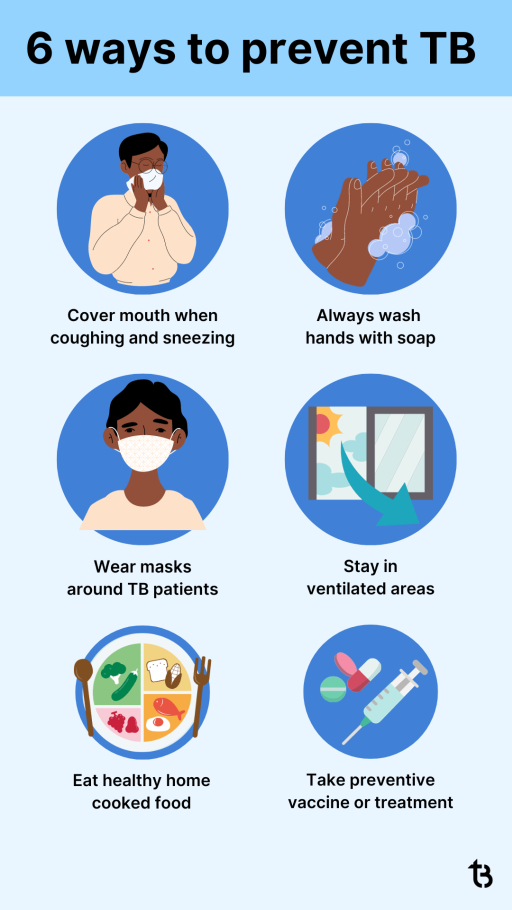 6 ways to prevent TB
Cover mouth when
coughing and sneezing
Always wash
hands with soap
Wear masks
around TB patients
Stay in
ventilated areas
Eat healthy home
cooked food
Take preventive
vaccine or treatment
tB